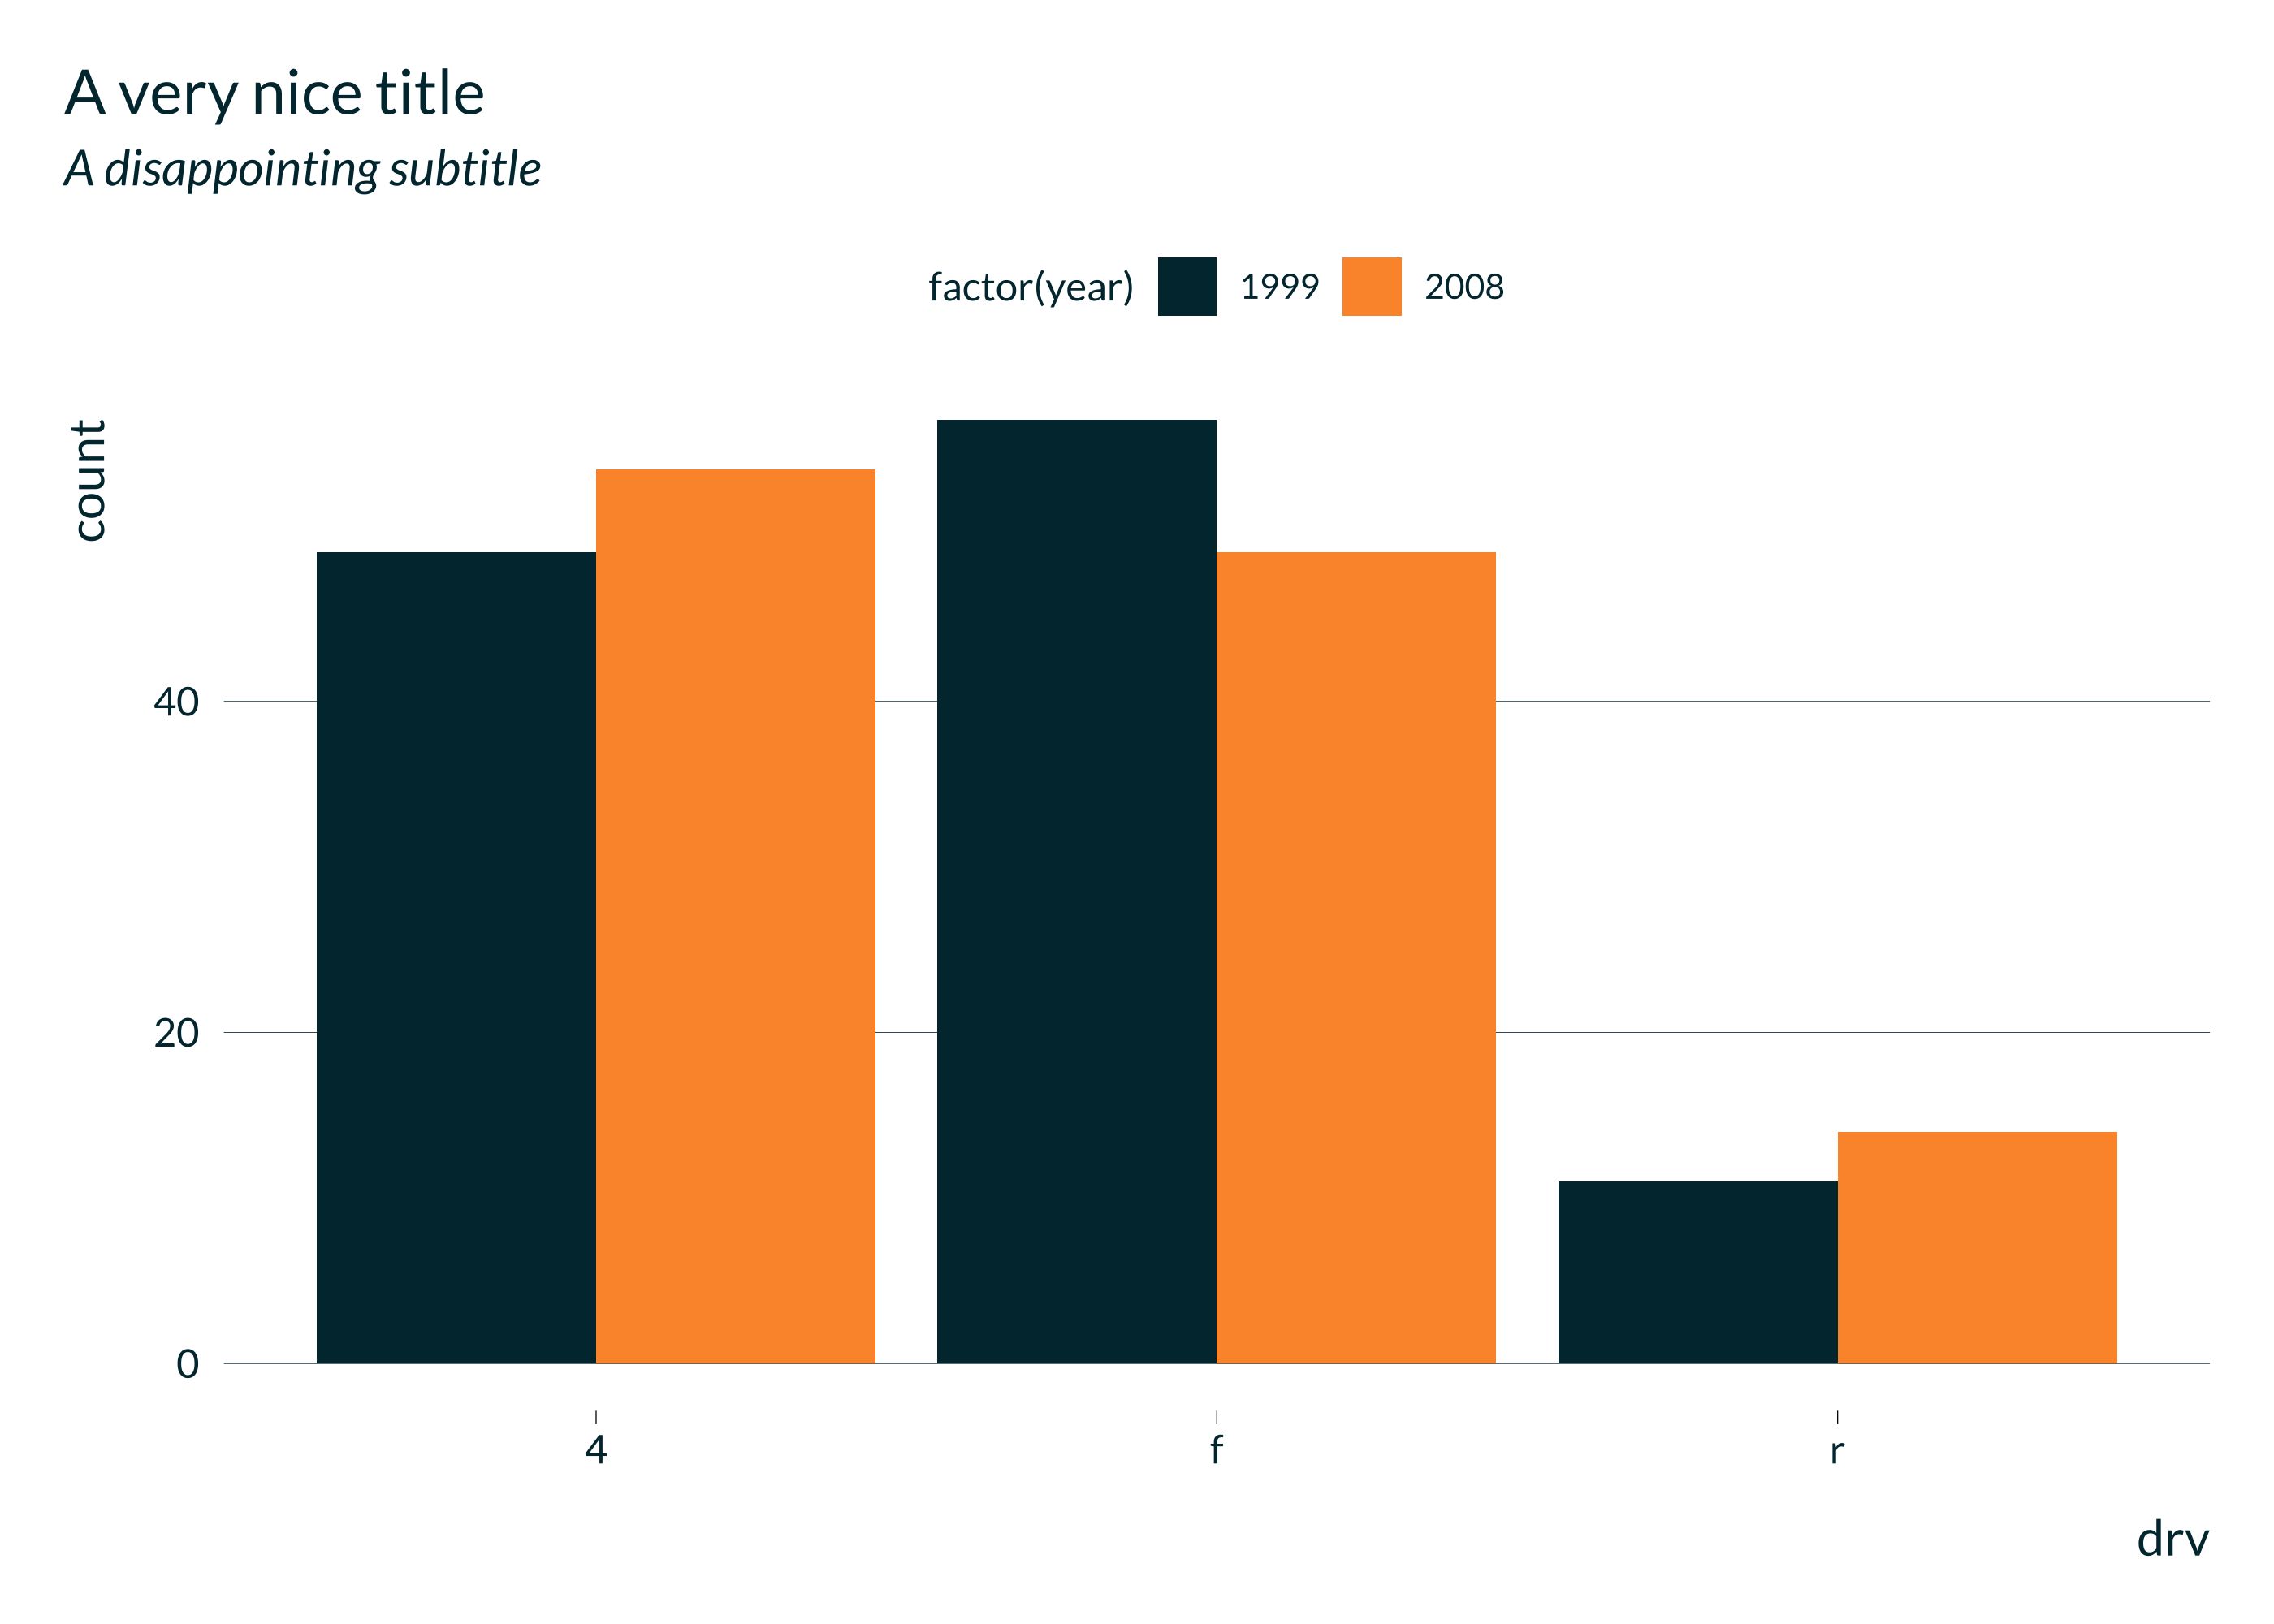 A very nice title
A disappointing subtitle
factor(year) 1999 2008
count
40
20
0
4 f r
drv